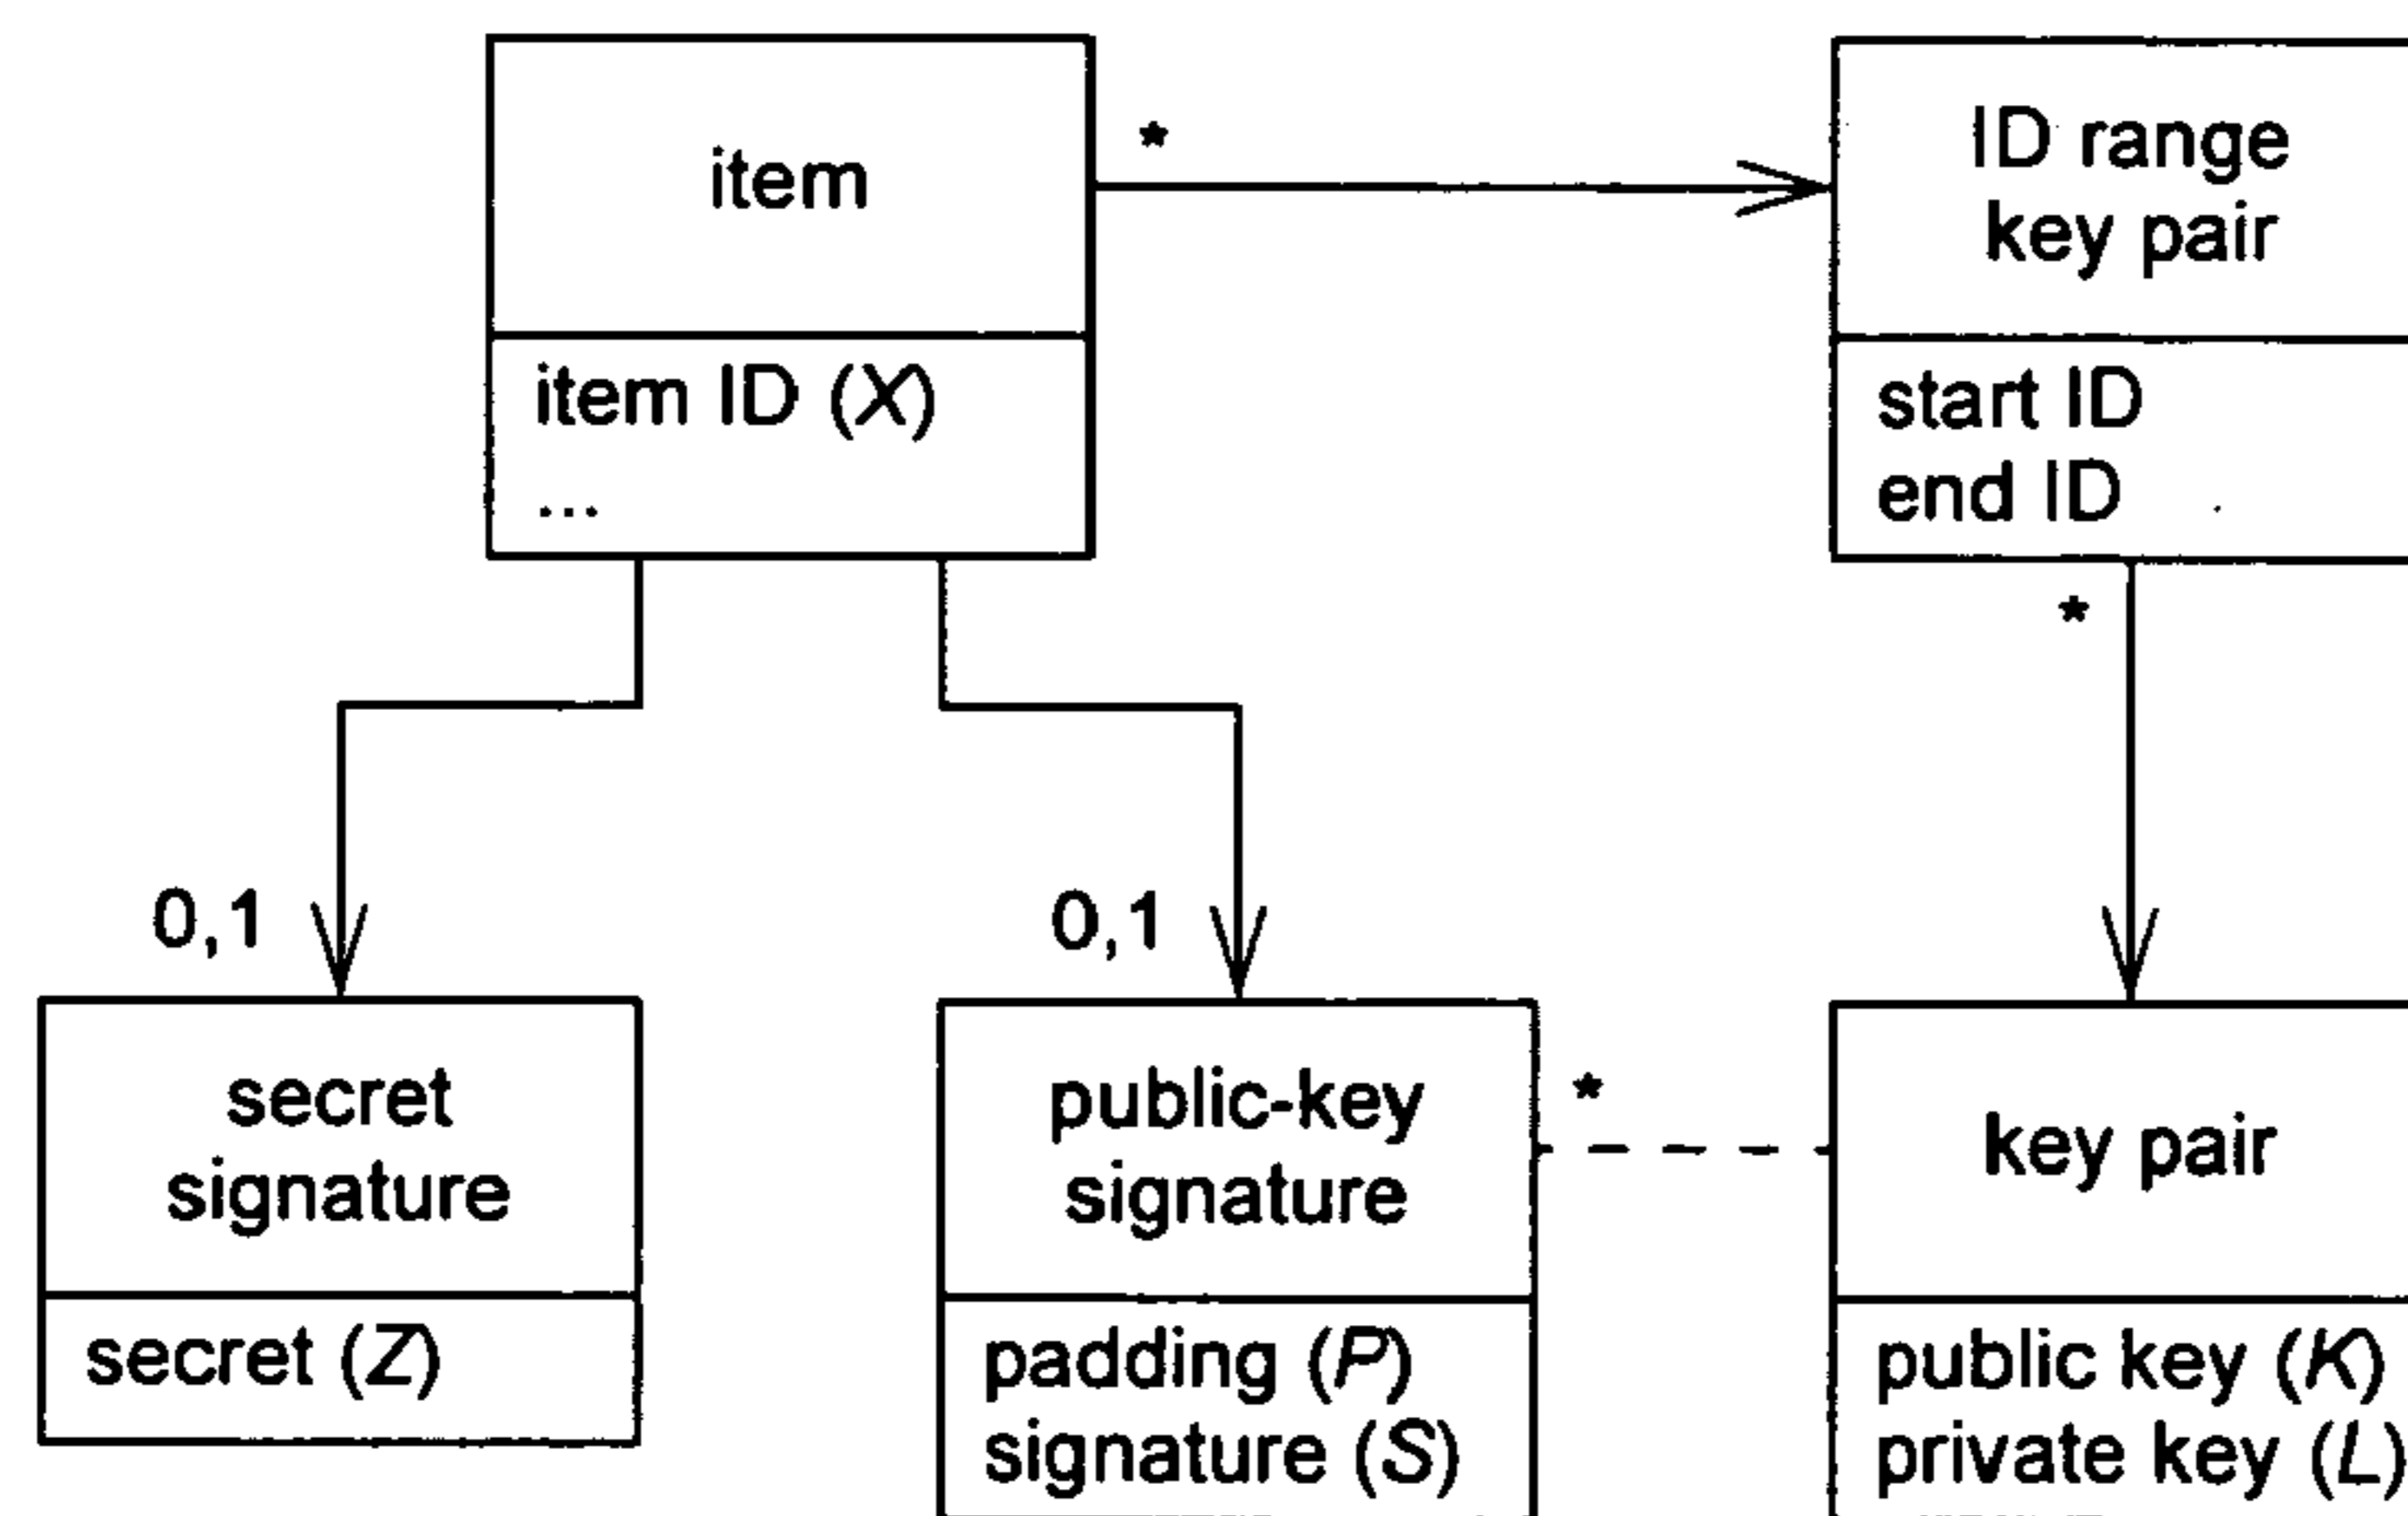 item
*
ID range
key pair
item ID (X)
...
start ID
end ID
*
0,1
0,1
secret
signature
public-key
signature
*
key pair
secret (Z)
padding (P)
signature (S)
public key (K)
private key (L)